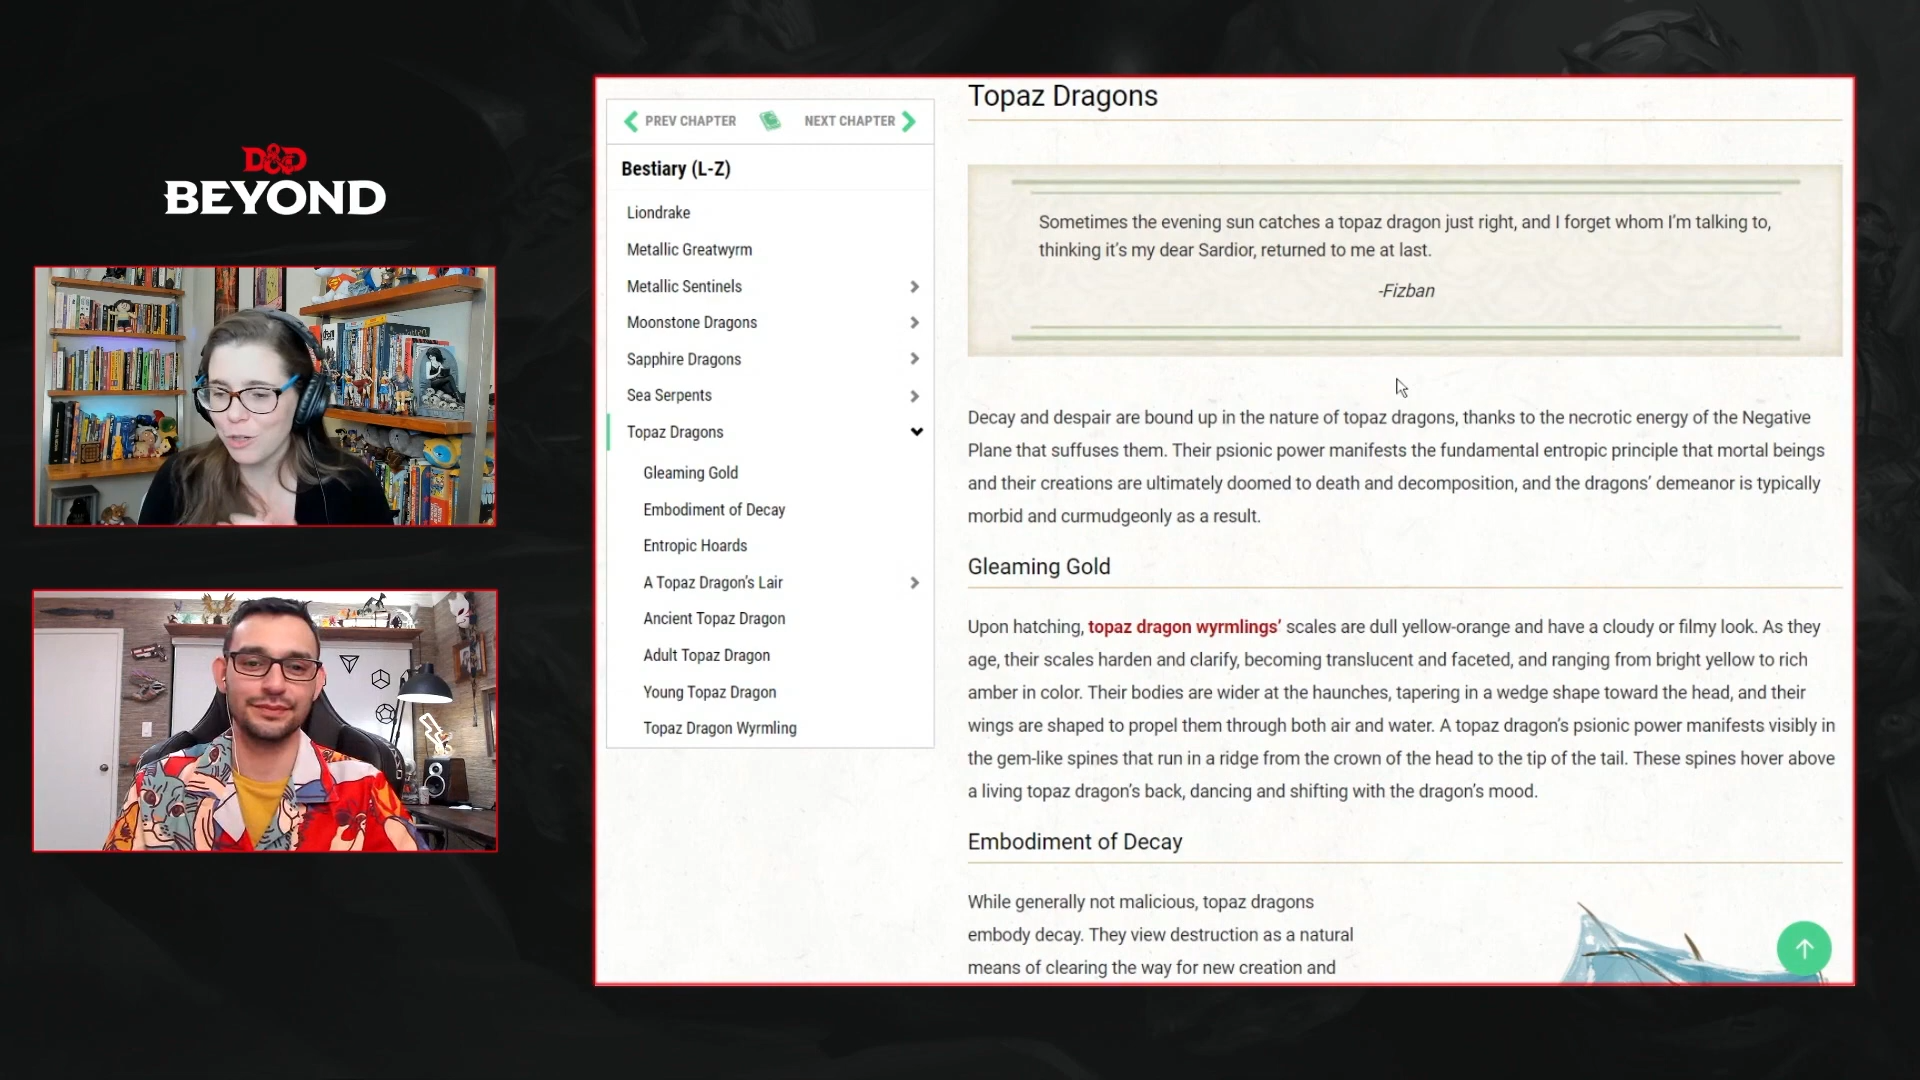 D&D
BEYOND
PREV CHAPTER
NEXT CHAPTER
Bestiary (L-Z)
Liondrake
Metallic Greatwyrm
Metallic Sentinels
Moonstone Dragons
Sapphire Dragons
Sea Serpents
Topaz Dragons
Gleaming Gold
Embodiment of Decay
Entropic Hoards
A Topaz Dragon's Lair
Ancient Topaz Dragon
Adult Topaz Dragon
Young Topaz Dragon
Topaz Dragon Wyrmling
Topaz Dragons
Sometimes the evening sun catches a topaz dragon just right, and I forget whom I'm talking to,
thinking it's my dear Sardior, returned to me at last.
-Fizban
Decay and despair are bound up in the nature of topaz dragons, thanks to the necrotic energy of the Negative
Plane that suffuses them. Their psionic power manifests the fundamental entropic principle that mortal beings
and their creations are ultimately doomed to death and decomposition, and the dragons' demeanor is typically
morbid and curmudgeonly as a result.
Gleaming Gold
Upon hatching, topaz dragon wyrmlings' scales are dull yellow-orange and have a cloudy or filmy look. As they
age, their scales harden and clarify, becoming translucent and faceted, and ranging from bright yellow to rich
amber in color. Their bodies are wider at the haunches, tapering in a wedge shape toward the head, and their
wings are shaped to propel them through both air and water. A topaz dragon's psionic power manifests visibly in
the gem-like spines that run in a ridge from the crown of the head to the tip of the tail. These spines hover above
a living topaz dragon's back, dancing and shifting with the dragon's mood.
Embodiment of Decay
While generally not malicious, topaz dragons
embody decay. They view destruction as a natural
means of clearing the way for new creation and